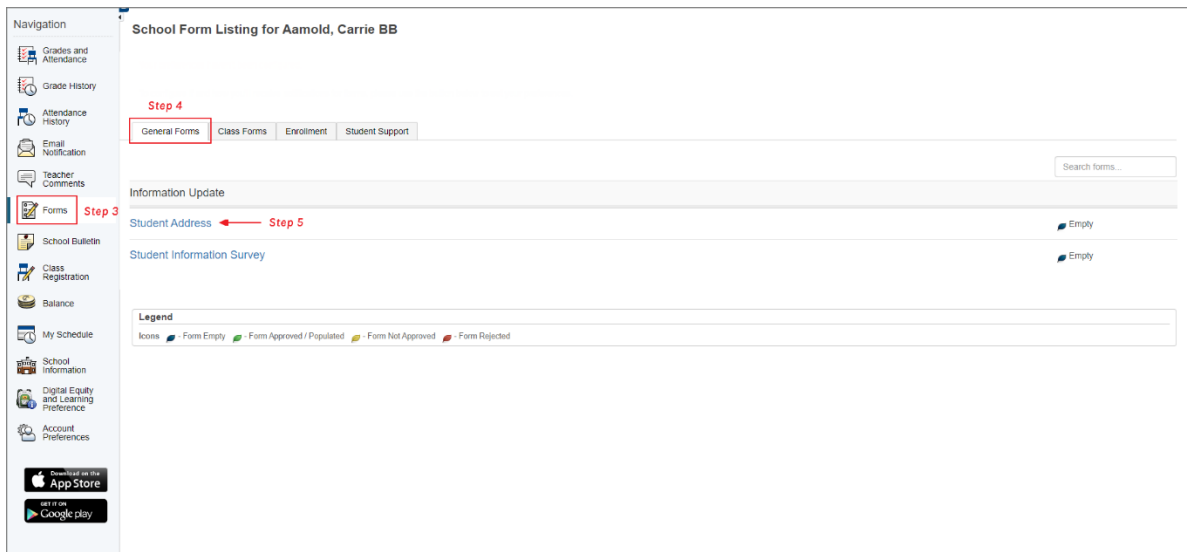 Navigation
School Form Listing for Aamold, Carrie BB
Grades and
Attendance
Grade History
Attendance
History
Email
Notification
Teacher
Comments
Forms
Step 3
School Bulletin
Class
Registration
Balance
My Schedule
School
Information
Digital Equity
and Learning
Preference
Account
Preferences
Download on the
App Store
GET IT ON
Google play
Step 4
General Forms Class Forms Enrollment Student Support
Search forms...
Information Update
Student Address Step 5 Empty
Student Information Survey Empty
Legend
Icons - Form Empty - Form Approved / Populated - Form Not Approved - Form Rejected